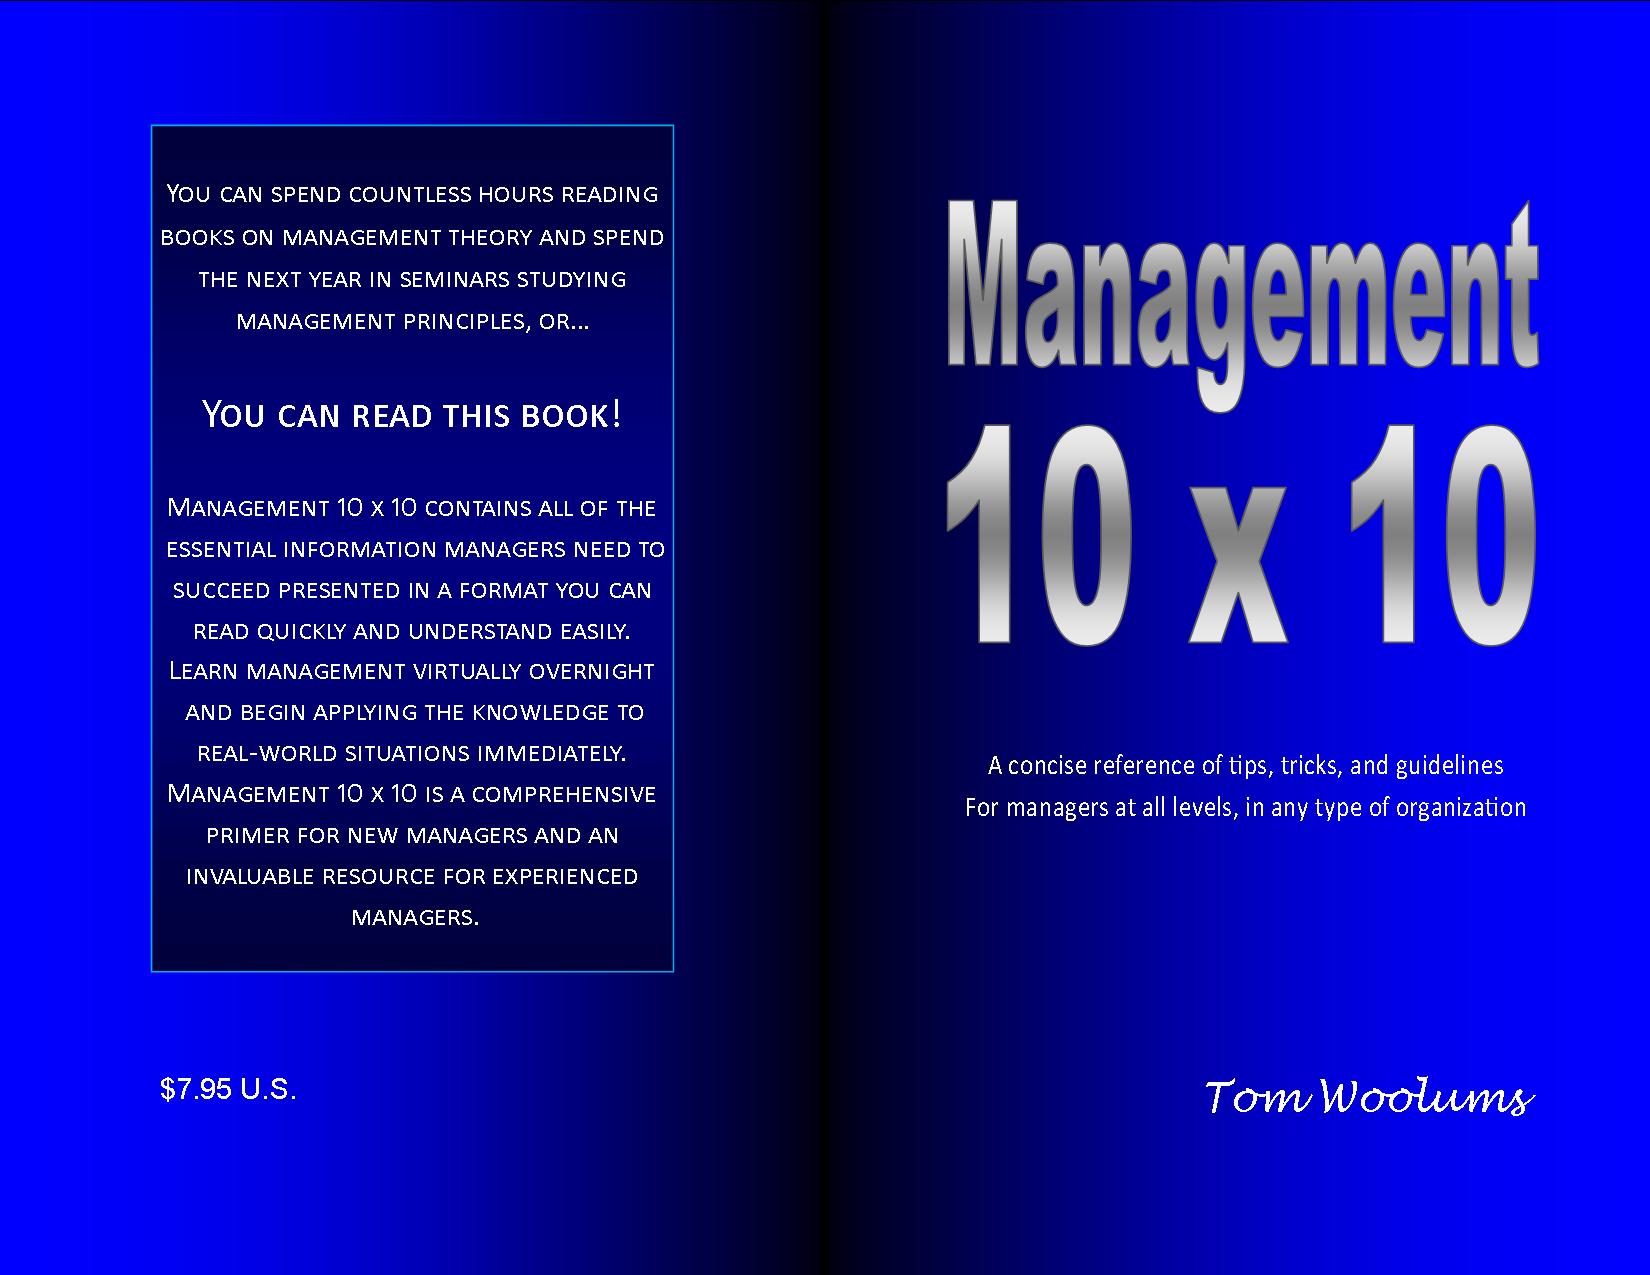 You can spend countless hours reading
books on management theory and spend
the next year in seminars studying
management principles, or...
You can read this book!
Management 10 x 10 contains all of the
essential information managers need to
succeed presented in a format you can
read quickly and understand easily.
Learn management virtually overnight
and begin applying the knowledge to
real-world situations immediately.
Management 10 x 10 is a comprehensive
primer for new managers and an
invaluable resource for experienced
managers.
$7.95 U.S.
Management
10 x 10
A concise reference of tips, tricks, and guidelines
For managers at all levels, in any type of organization
Tom Woolums